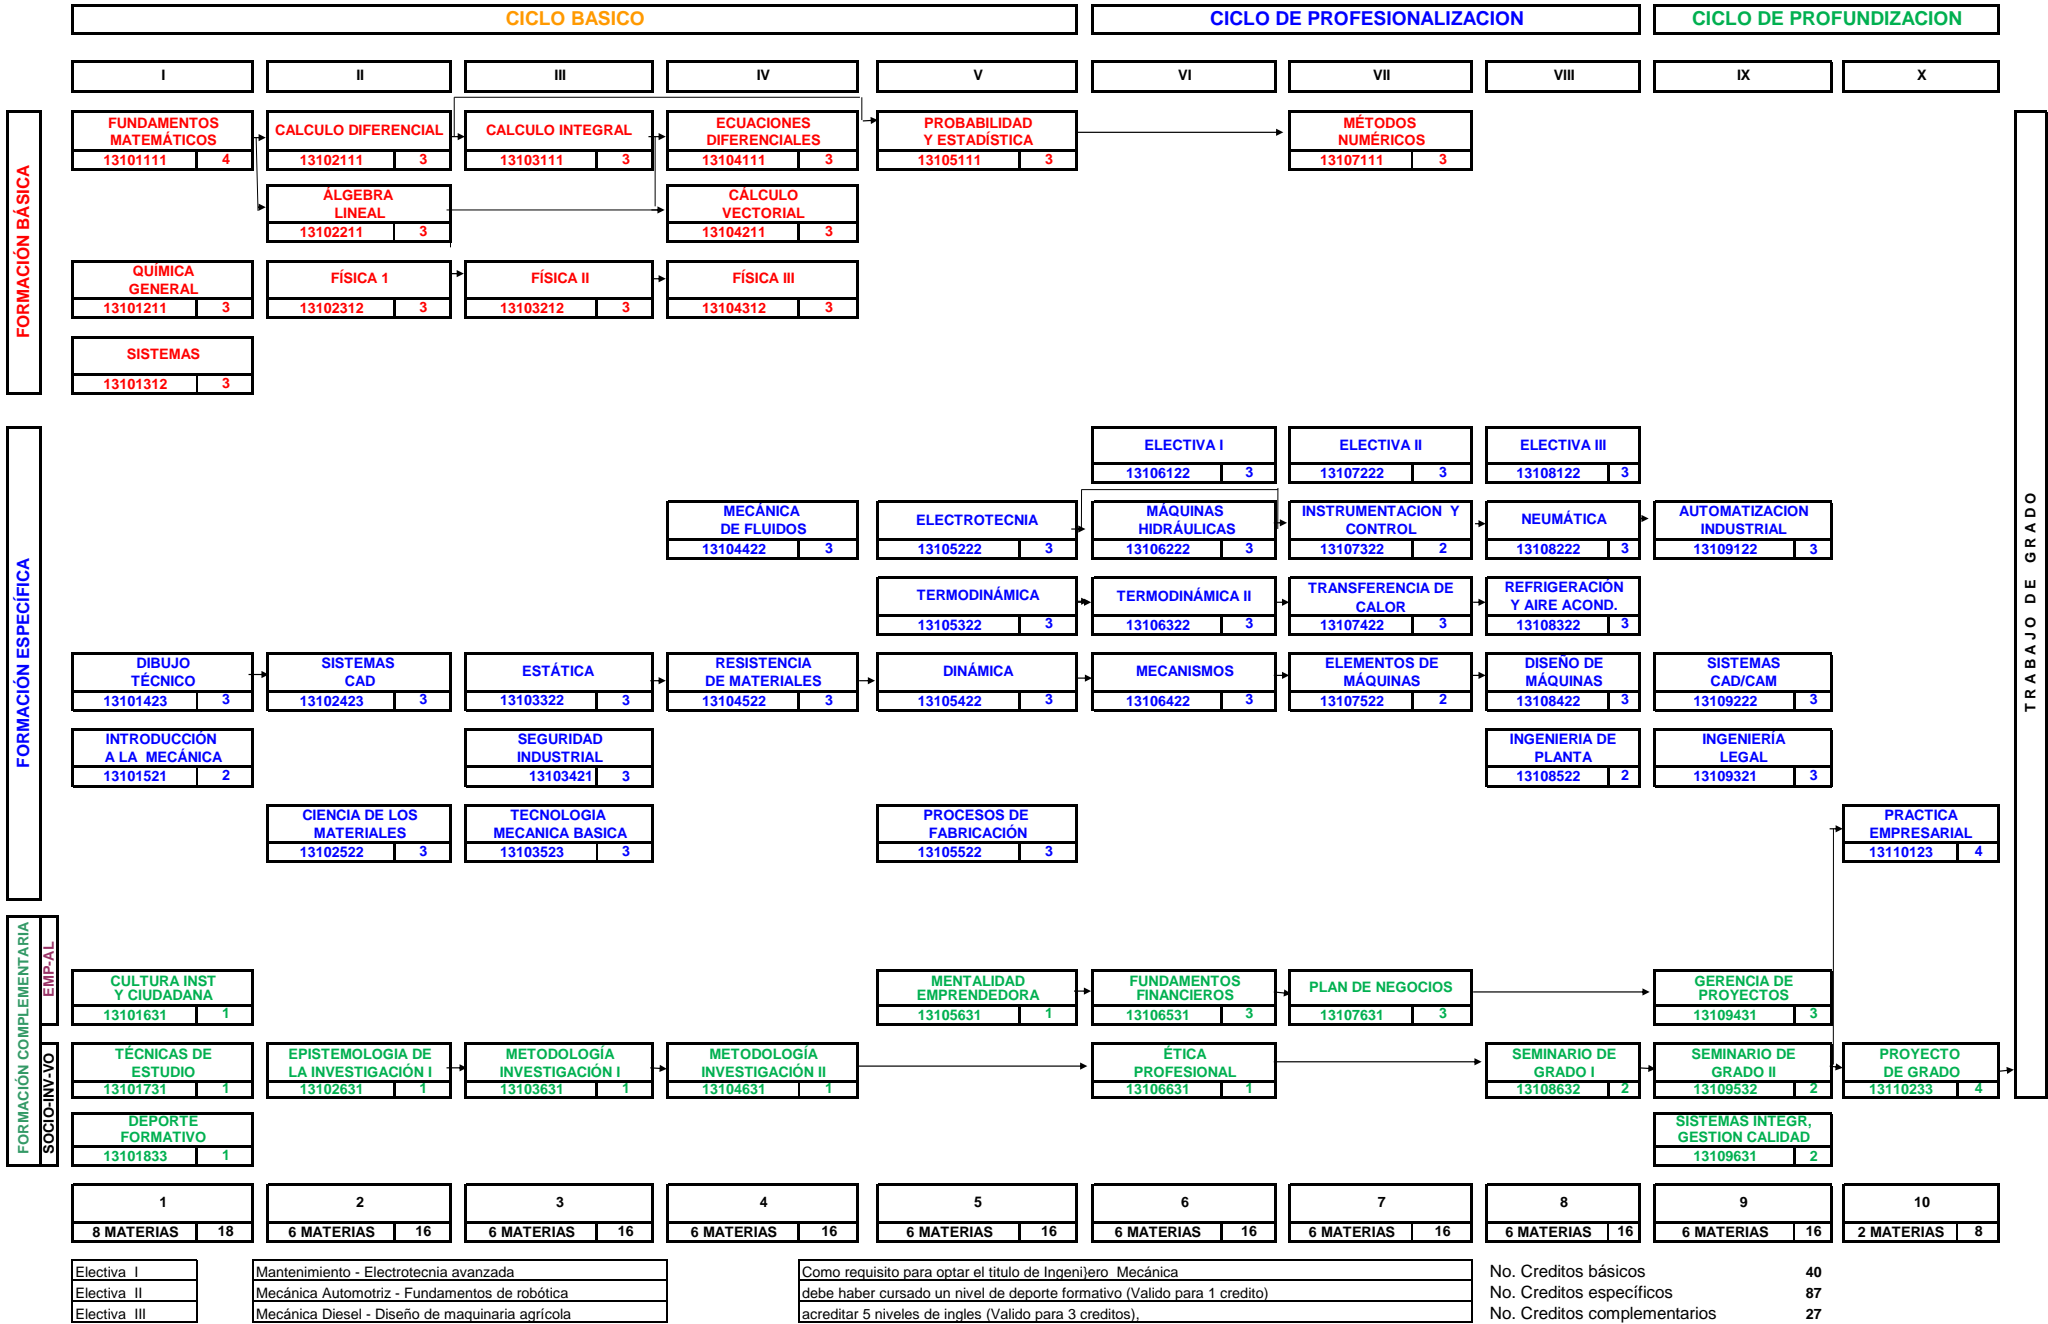 CICLO BASICO
CICLO DE PROFESIONALIZACION
CICLO DE PROFUNDIZACION
I II III IV V VI VII VIII IX X
FORMACIÓN BÁSICA
FUNDAMENTOS
MATEMÁTICOS
13101111 4
CALCULO DIFERENCIAL
13102111 3
CALCULO INTEGRAL
13103111 3
ECUACIONES
DIFERENCIALES
13104111 3
PROBABILIDAD
Y ESTADÍSTICA
13105111 3
MÉTODOS
NUMÉRICOS
13107111 3
ÁLGEBRA
LINEAL
13102211 3
CÁLCULO
VECTORIAL
13104211 3
QUÍMICA
GENERAL
13101211 3
FÍSICA 1
13102312 3
FÍSICA II
13103212 3
FÍSICA III
13104312 3
SISTEMAS
13101312 3
FORMACIÓN ESPECÍFICA
ELECTIVA I
13106122 3
ELECTIVA II
13107222 3
ELECTIVA III
13108122 3
MECÁNICA
DE FLUIDOS
13104422 3
ELECTROTECNIA
13105222 3
MÁQUINAS
HIDRÁULICAS
13106222 3
INSTRUMENTACION Y
CONTROL
13107322 2
NEUMÁTICA
13108222 3
AUTOMATIZACION
INDUSTRIAL
13109122 3
TERMODINÁMICA
13105322 3
TERMODINÁMICA II
13106322 3
TRANSFERENCIA DE
CALOR
13107422 3
REFRIGERACIÓN
Y AIRE ACOND.
13108322 3
DIBUJO
TÉCNICO
13101423 3
SISTEMAS
CAD
13102423 3
ESTÁTICA
13103322 3
RESISTENCIA
DE MATERIALES
13104522 3
DINÁMICA
13105422 3
MECANISMOS
13106422 3
ELEMENTOS DE
MÁQUINAS
13107522 2
DISEÑO DE
MÁQUINAS
13108422 3
SISTEMAS
CAD/CAM
13109222 3
INTRODUCCIÓN
A LA MECÁNICA
13101521 2
SEGURIDAD
INDUSTRIAL
13103421 3
INGENIERIA DE
PLANTA
13108522 2
INGENIERÍA
LEGAL
13109321 3
CIENCIA DE LOS
MATERIALES
13102522 3
TECNOLOGIA
MECANICA BASICA
13103523 3
PROCESOS DE
FABRICACIÓN
13105522 3
PRACTICA
EMPRESARIAL
13110123 4
TRABAJO DE GRADO
FORMACIÓN COMPLEMENTARIA
EMP-AL
CULTURA INST
Y CIUDADANA
13101631 1
MENTALIDAD
EMPRENDEDORA
13105631 1
FUNDAMENTOS
FINANCIEROS
13106531 3
PLAN DE NEGOCIOS
13107631 3
GERENCIA DE
PROYECTOS
13109431 3
SOCIO-INV-VO
TÉCNICAS DE
ESTUDIO
13101731 1
EPISTEMOLOGIA DE
LA INVESTIGACIÓN I
13102631 1
METODOLOGÍA
INVESTIGACIÓN I
13103631 1
METODOLOGÍA
INVESTIGACIÓN II
13104631 1
ÉTICA
PROFESIONAL
13106631 1
SEMINARIO DE
GRADO I
13108632 2
SEMINARIO DE
GRADO II
13109532 2
PROYECTO
DE GRADO
13110233 4
DEPORTE
FORMATIVO
13101833 1
SISTEMAS INTEGR,
GESTION CALIDAD
13109631 2
1 2 3 4 5 6 7 8 9 10
8 MATERIAS 18 6 MATERIAS 16 6 MATERIAS 16 6 MATERIAS 16 6 MATERIAS 16 6 MATERIAS 16 6 MATERIAS 16 6 MATERIAS 16 6 MATERIAS 16 2 MATERIAS 8
Electiva I Mantenimiento - Electrotecnia avanzada
Electiva II Mecánica Automotriz - Fundamentos de robótica
Electiva III Mecánica Diesel - Diseño de maquinaria agrícola
Como requisito para optar el titulo de Ingeni}ero Mecánica
debe haber cursado un nivel de deporte formativo (Valido para 1 credito)
acreditar 5 niveles de ingles (Valido para 3 creditos),
No. Creditos básicos 40
No. Creditos específicos 87
No. Creditos complementarios 27